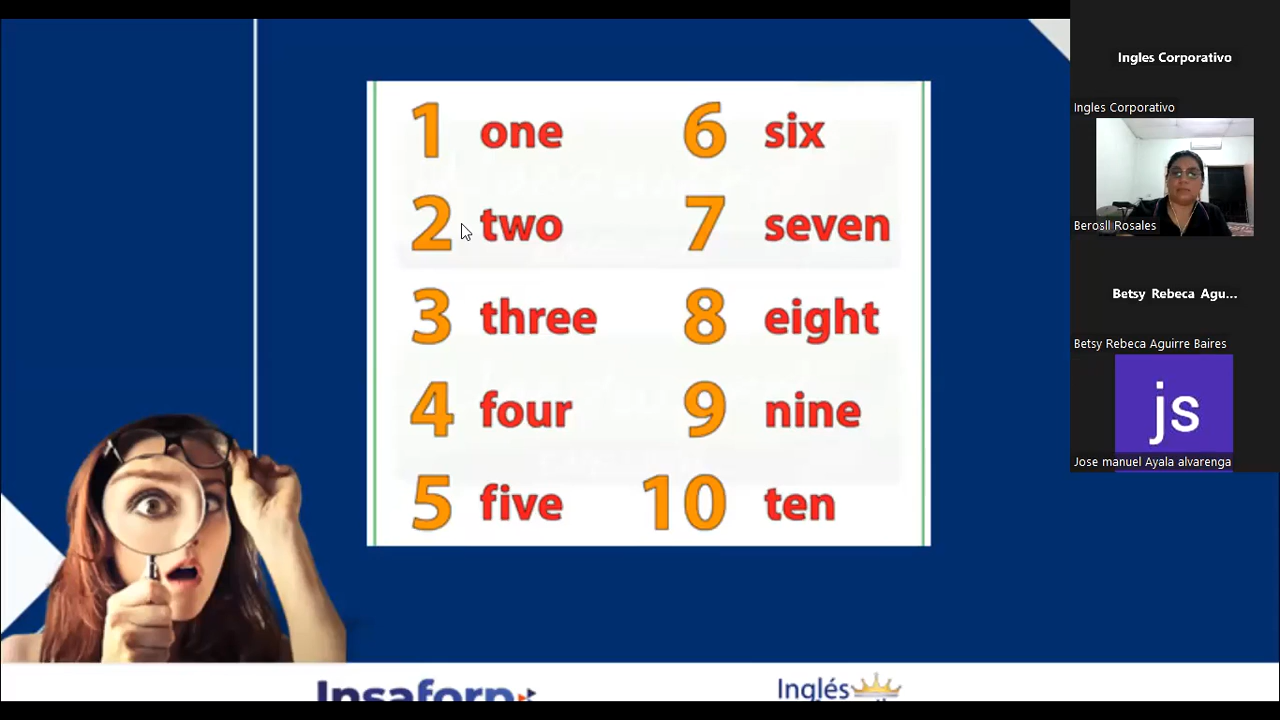 1 one 6 six
2 two 7 seven
3 three 8 eight
4 four 9 nine
5 five 10 ten
Insaforp
Inglés
Ingles Corporativo
Ingles Corporativo
Berosll Rosales
Betsy Rebeca Agu...
Betsy Rebeca Aguirre Baires
js
Jose manuel Ayala alvarenga